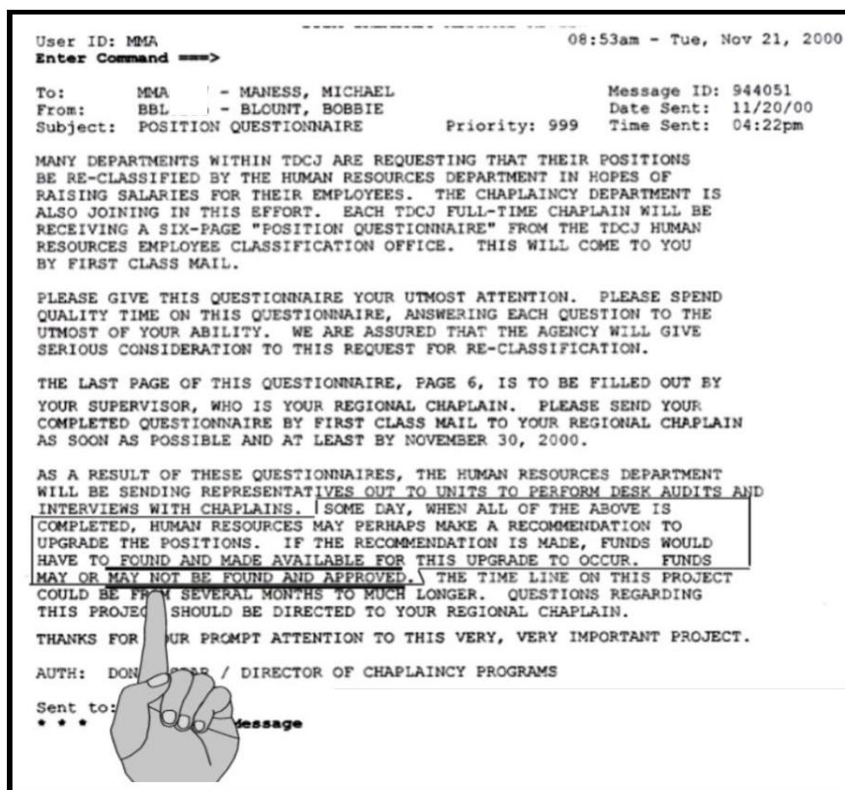 User ID: MMA 08:53am - Tue, Nov 21, 2000
Enter Command ===>
To: MMA - MANESS, MICHAEL Message ID: 944051
From: BBL - BLOUNT, BOBBIE Date Sent: 11/20/00
Subject: POSITION QUESTIONNAIRE Priority: 999 Time Sent: 04:22pm
MANY DEPARTMENTS WITHIN TDCJ ARE REQUESTING THAT THEIR POSITIONS
BE RE-CLASSIFIED BY THE HUMAN RESOURCES DEPARTMENT IN HOPES OF
RAISING SALARIES FOR THEIR EMPLOYEES. THE CHAPLAINCY DEPARTMENT IS
ALSO JOINING IN THIS EFFORT. EACH TDCJ FULL-TIME CHAPLAIN WILL BE
RECEIVING A SIX-PAGE "POSITION QUESTIONNAIRE" FROM THE TDCJ HUMAN
RESOURCES EMPLOYEE CLASSIFICATION OFFICE. THIS WILL COME TO YOU
BY FIRST CLASS MAIL.
PLEASE GIVE THIS QUESTIONNAIRE YOUR UTMOST ATTENTION. PLEASE SPEND
QUALITY TIME ON THIS QUESTIONNAIRE, ANSWERING EACH QUESTION TO THE
UTMOST OF YOUR ABILITY. WE ARE ASSURED THAT THE AGENCY WILL GIVE
SERIOUS CONSIDERATION TO THIS REQUEST FOR RE-CLASSIFICATION.
THE LAST PAGE OF THIS QUESTIONNAIRE, PAGE 6, IS TO BE FILLED OUT BY
YOUR SUPERVISOR, WHO IS YOUR REGIONAL CHAPLAIN. PLEASE SEND YOUR
COMPLETED QUESTIONNAIRE BY FIRST CLASS MAIL TO YOUR REGIONAL CHAPLAIN
AS SOON AS POSSIBLE AND AT LEAST BY NOVEMBER 30, 2000.
AS A RESULT OF THESE QUESTIONNAIRES, THE HUMAN RESOURCES DEPARTMENT
WILL BE SENDING REPRESENTATIVES OUT TO UNITS TO PERFORM DESK AUDITS AND
INTERVIEWS WITH CHAPLAINS. SOME DAY, WHEN ALL OF THE ABOVE IS
COMPLETED, HUMAN RESOURCES MAY PERHAPS MAKE A RECOMMENDATION TO
UPGRADE THE POSITIONS. IF THE RECOMMENDATION IS MADE, FUNDS WOULD
HAVE TO FOUND AND MADE AVAILABLE FOR THIS UPGRADE TO OCCUR. FUNDS
MAY OR MAY NOT BE FOUND AND APPROVED. THE TIME LINE ON THIS PROJECT
COULD BE FROM SEVERAL MONTHS TO MUCH LONGER. QUESTIONS REGARDING
THIS PROJECT SHOULD BE DIRECTED TO YOUR REGIONAL CHAPLAIN.
THANKS FOR YOUR PROMPT ATTENTION TO THIS VERY, VERY IMPORTANT PROJECT.
AUTH: DON / DIRECTOR OF CHAPLAINCY PROGRAMS
Sent to:
* * * Message